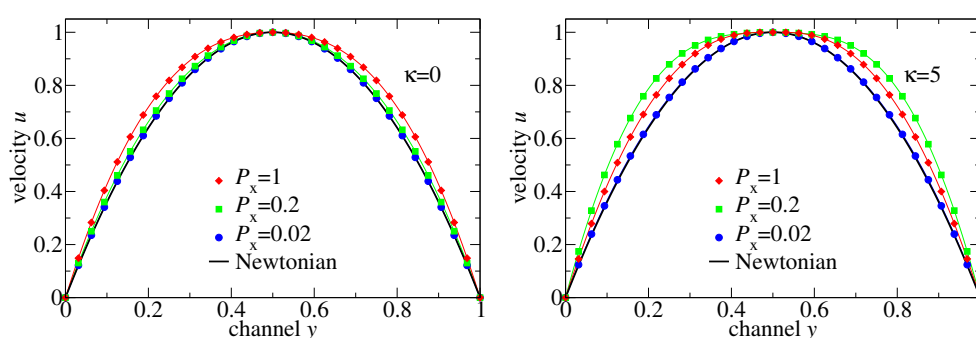 velocity u
1
0.8
0.6
0.4
0.2
0
κ=0
Pₓ=1
Pₓ=0.2
Pₓ=0.02
Newtonian
0 0.2 0.4 0.6 0.8 1
channel y
velocity u
1
0.8
0.6
0.4
0.2
0
κ=5
Pₓ=1
Pₓ=0.2
Pₓ=0.02
Newtonian
0 0.2 0.4 0.6 0.8
channel y